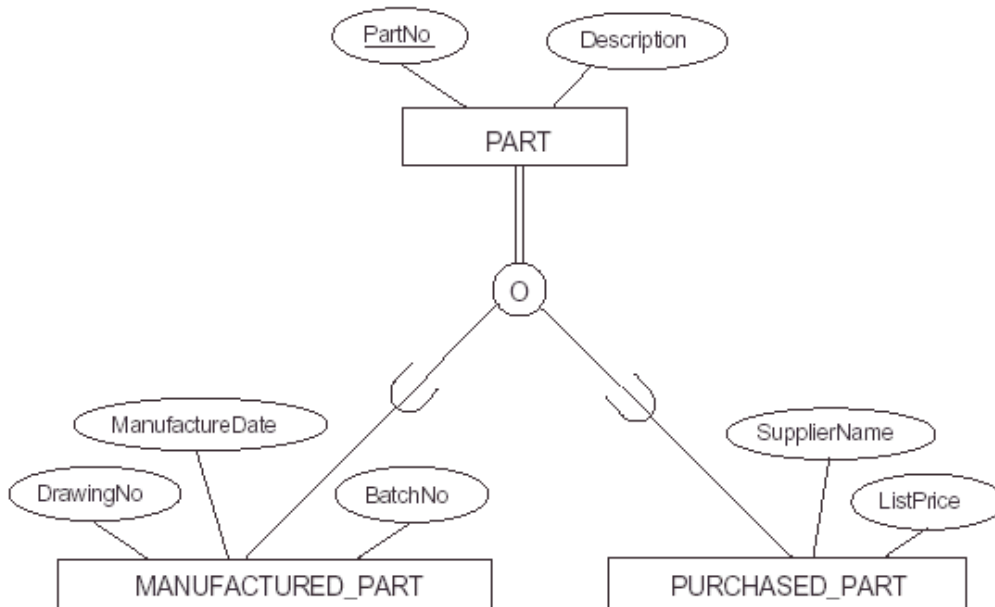 PartNo
Description
PART
O
ManufactureDate
SupplierName
DrawingNo
BatchNo
ListPrice
MANUFACTURED_PART
PURCHASED_PART